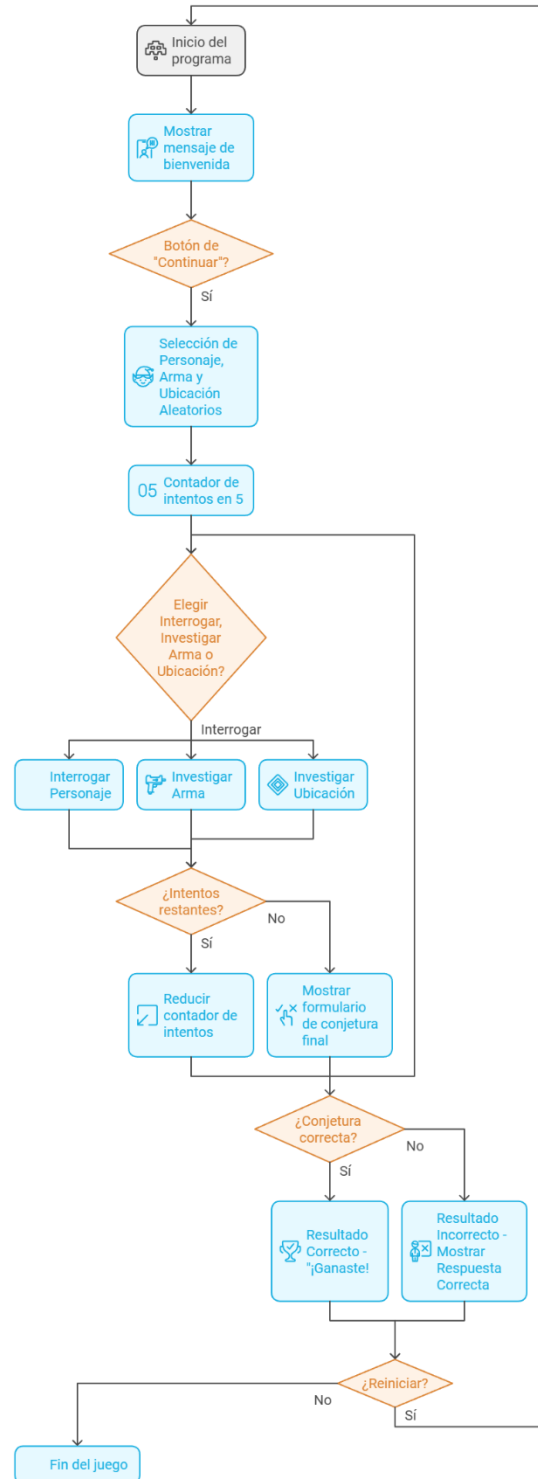 Inicio del
programa
Mostrar
mensaje de
bienvenida
Botón de
"Continuar"?
Sí
Selección de
Personaje,
Arma y
Ubicación
Aleatorios
05
Contador de
intentos en 5
Elegir
Interrogar,
Investigar
Arma o
Ubicación?
Interrogar
Interrogar
Personaje
Investigar
Arma
Investigar
Ubicación
¿Intentos
restantes?
No
Sí
Reducir
contador de
intentos
Mostrar
formulario
de conjetura
final
¿Conjetura
correcta?
No
Sí
Resultado
Correcto -
"¡Ganaste!
Resultado
Incorrecto -
Mostrar
Respuesta
Correcta
¿Reiniciar?
No
Sí
Fin del juego